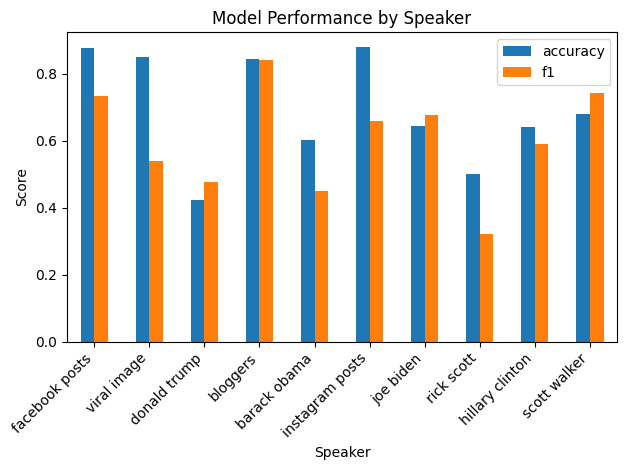 Model Performance by Speaker
accuracy
f1
Score
0.8
0.6
0.4
0.2
0.0
facebook posts
viral image
donald trump
bloggers
barack obama
instagram posts
joe biden
rick scott
hillary clinton
scott walker
Speaker